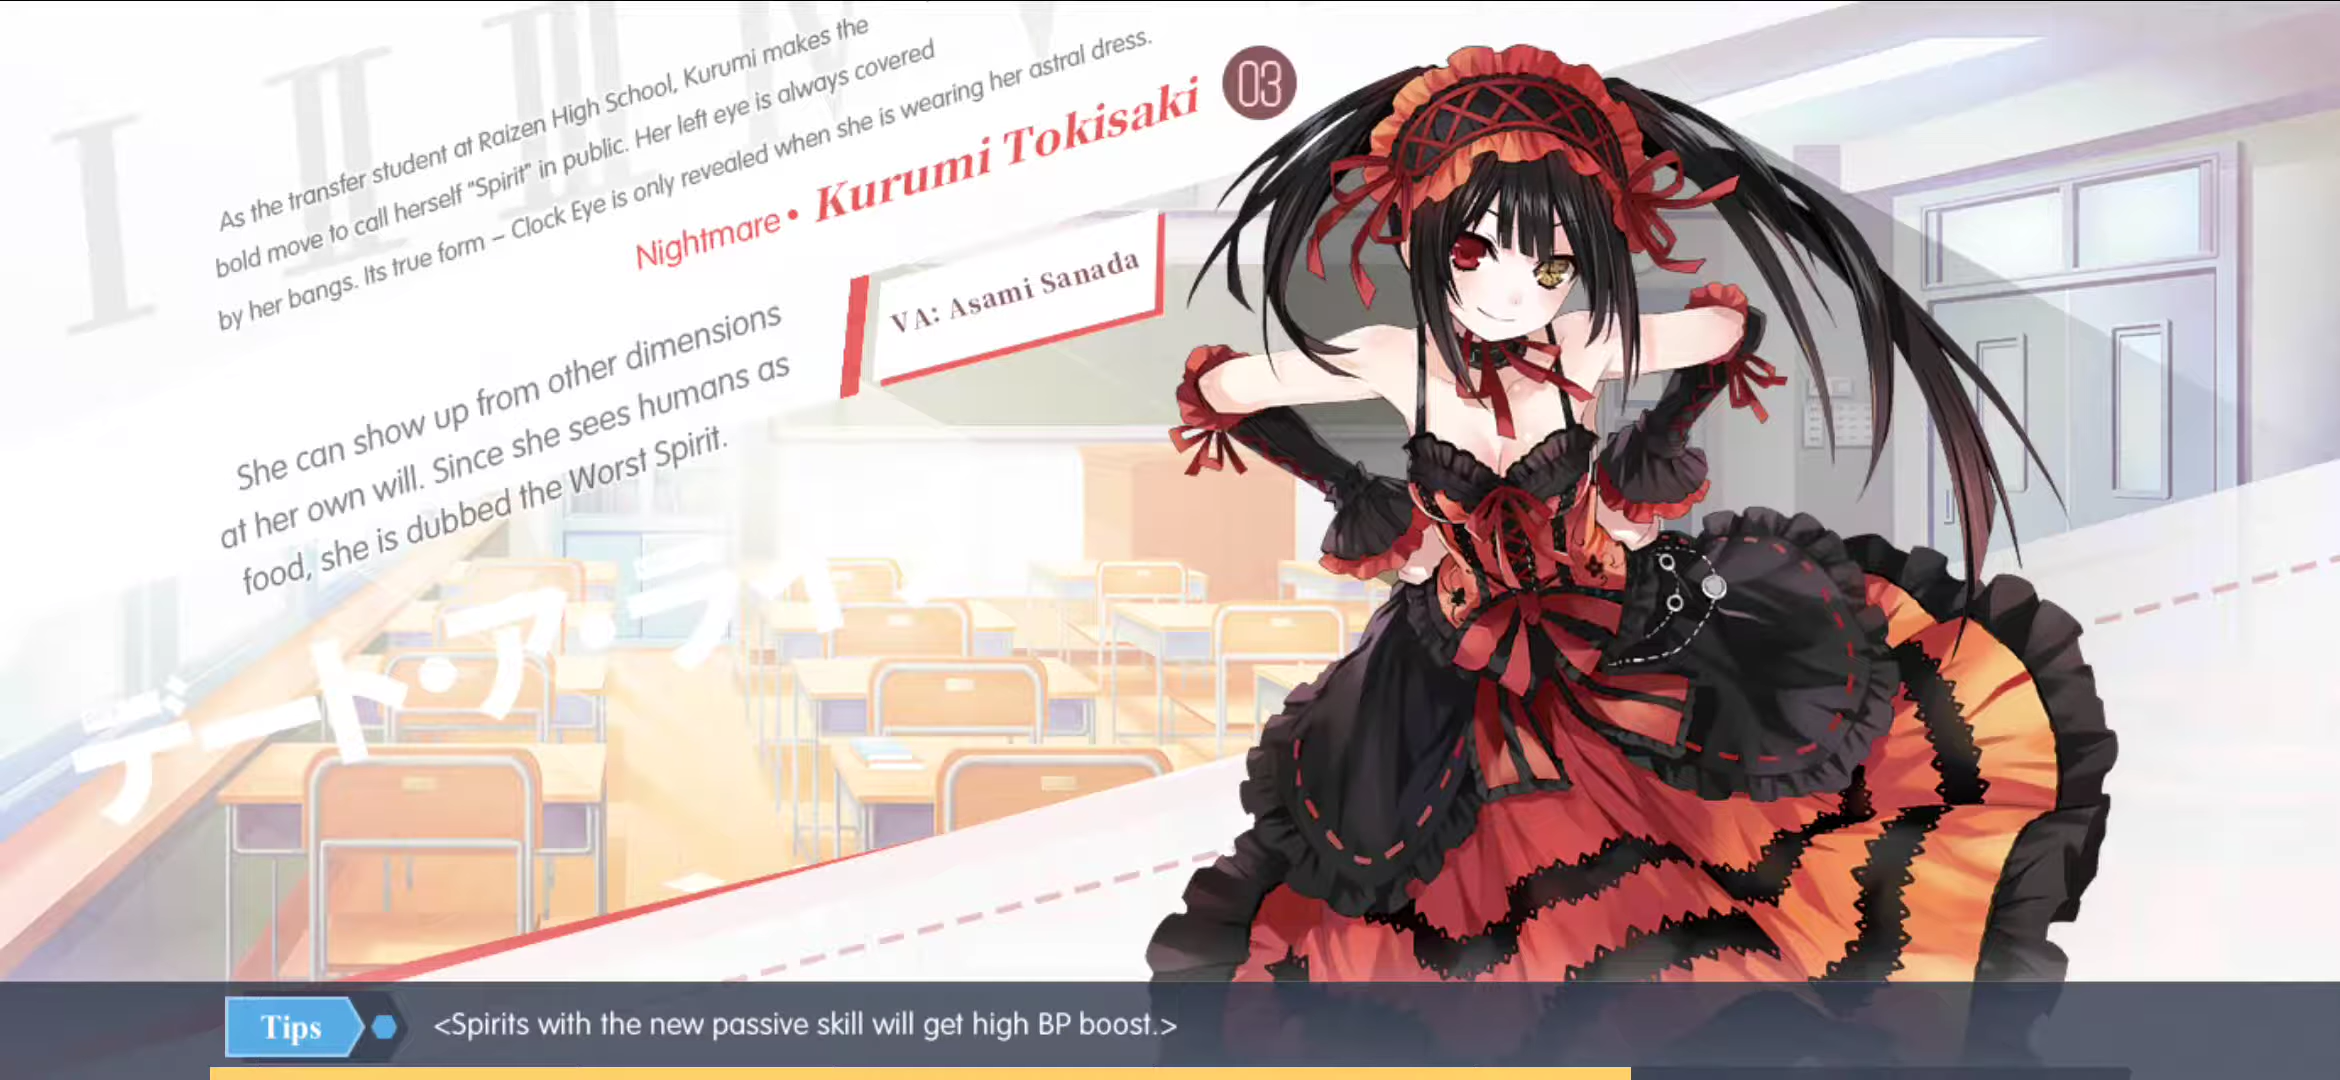 I II III IV V
As the transfer student at Raizen High School, Kurumi makes the
bold move to call herself "Spirit" in public. Her left eye is always covered
by her bangs. Its true form – Clock Eye is only revealed when she is wearing her astral dress.
Nightmare • Kurumi Tokisaki
03
VA: Asami Sanada
She can show up from other dimensions
at her own will. Since she sees humans as
food, she is dubbed the Worst Spirit.
デート・ア・ライ
Tips
<Spirits with the new passive skill will get high BP boost.>